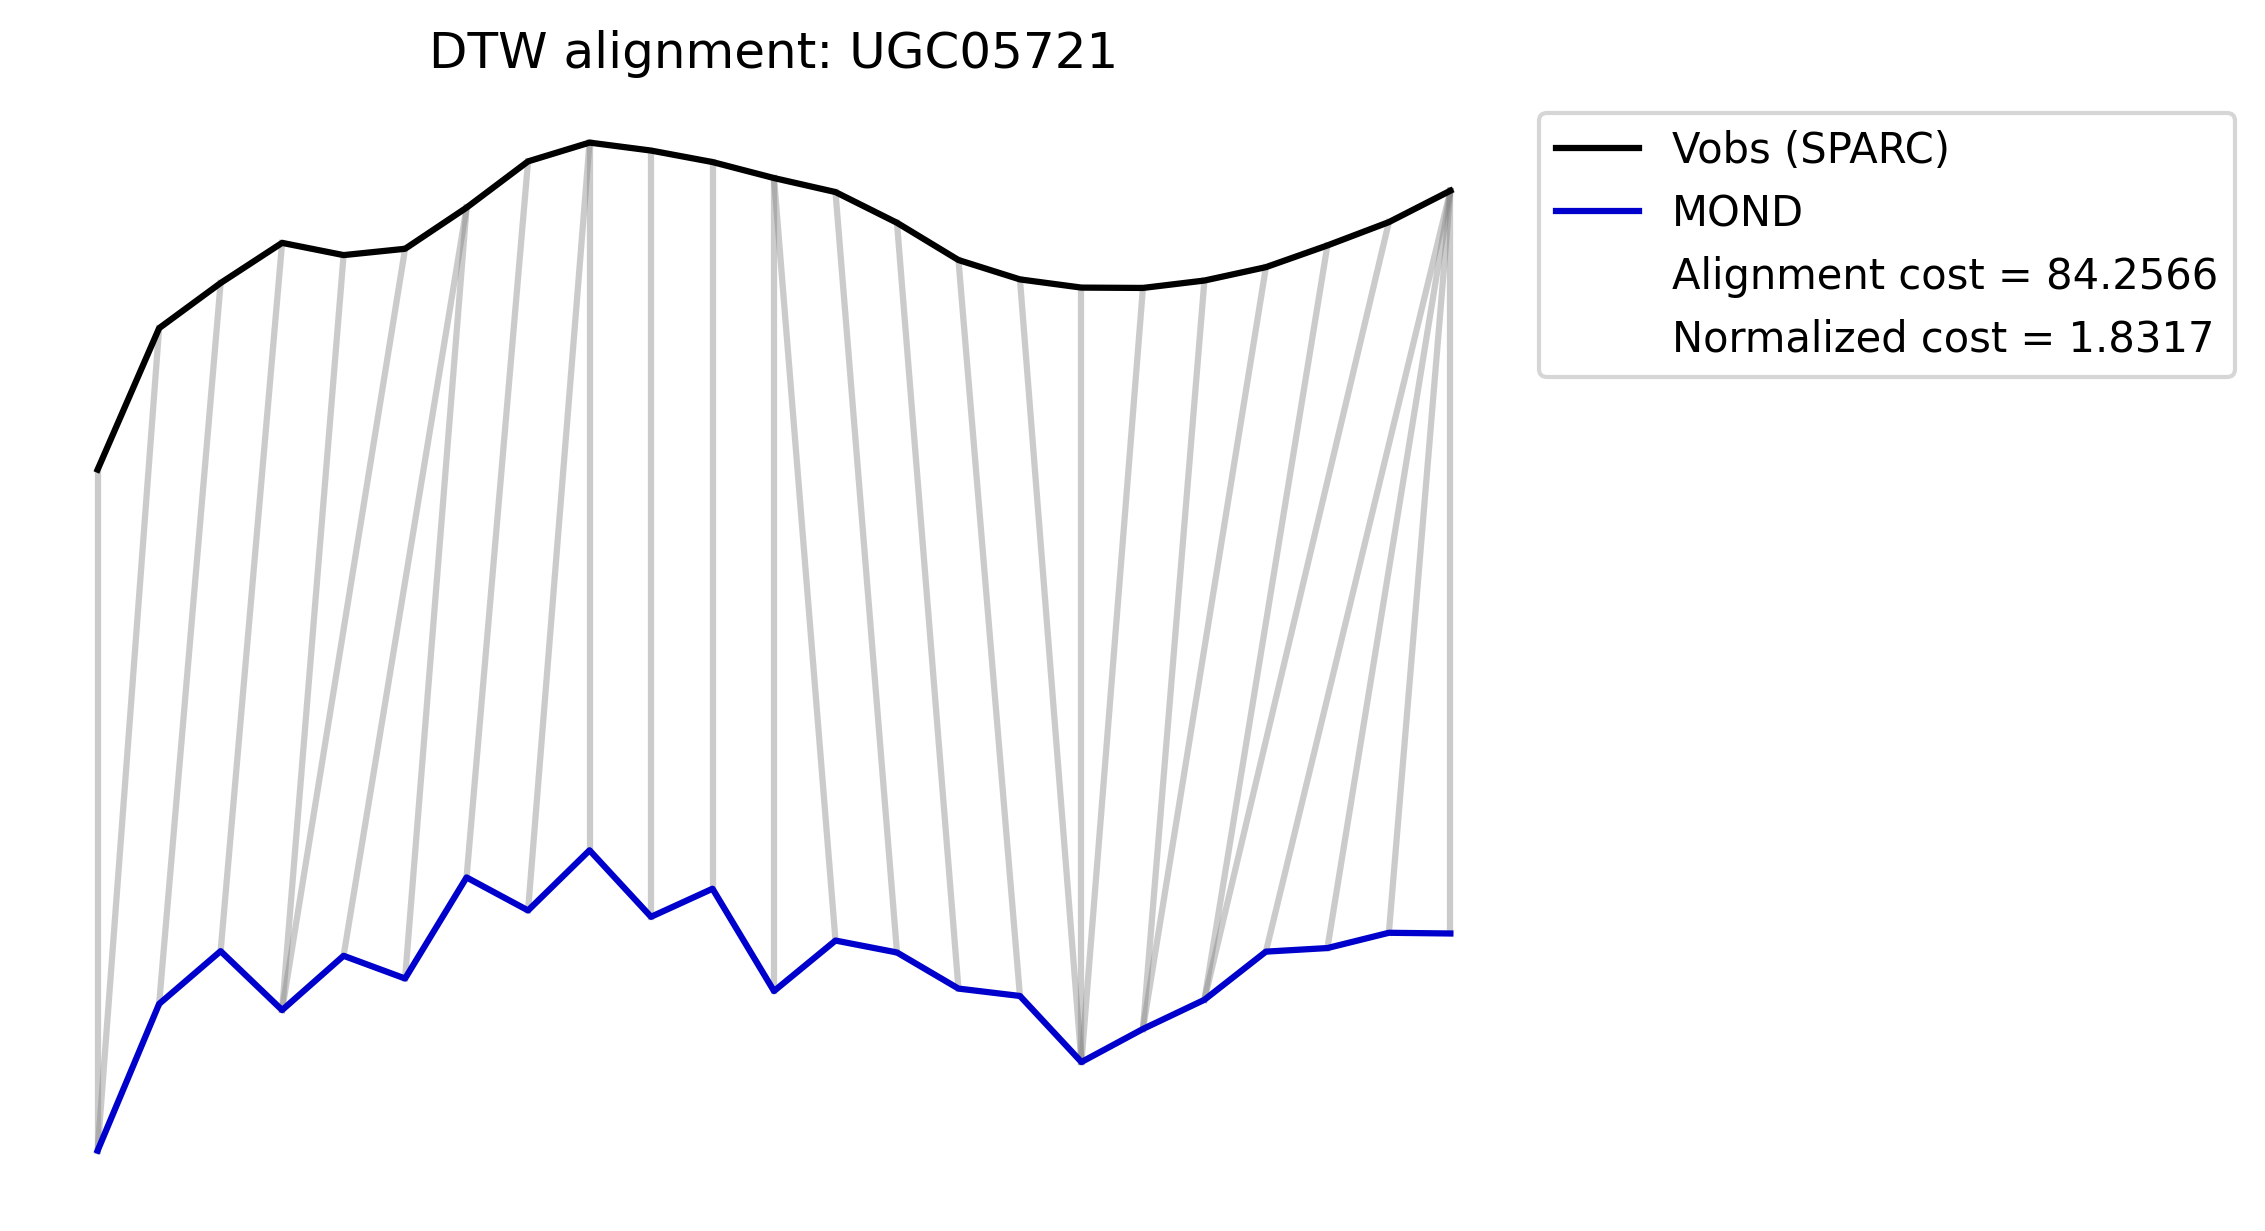 DTW alignment: UGC05721
Vobs (SPARC)
MOND
Alignment cost = 84.2566
Normalized cost = 1.8317